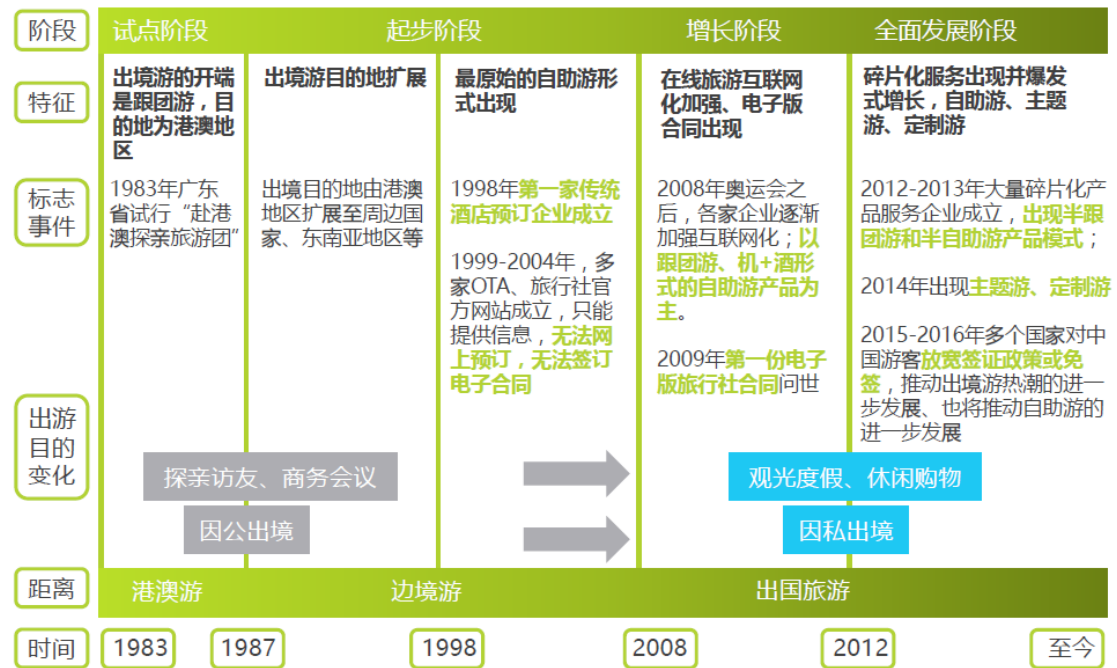 阶段
试点阶段
起步阶段
增长阶段
全面发展阶段
特征
出境游的开端
是跟团游，目
的地为港澳地
区
出境游目的地扩展
最原始的自助游形
式出现
在线旅游互联网
化加强、电子版
合同出现
碎片化服务出现并爆发
式增长，自助游、主题
游、定制游
标志
事件
1983年广东
省试行“赴港
澳探亲旅游团”
出境目的地由港澳
地区扩展至周边国
家、东南亚地区等
1998年第一家传统
酒店预订企业成立
1999-2004年，多
家OTA、旅行社官
方网站成立，只能
提供信息，无法网
上预订，无法签订
电子合同
2008年奥运会之
后，各家企业逐渐
加强互联网化；以
跟团游、机+酒形
式的自助游产品为
主。
2009年第一份电子
版旅行社合同问世
2012-2013年大量碎片化产
品服务企业成立，出现半跟
团游和半自助游产品模式；
2014年出现主题游、定制游
2015-2016年多个国家对中
国游客放宽签证政策或免
签，推动出境游热潮的进一
步发展、也将推动自助游的
进一步发展
出游
目的
变化
探亲访友、商务会议
观光度假、休闲购物
因公出境
因私出境
距离
港澳游
边境游
出国旅游
时间
1983
1987
1998
2008
2012
至今